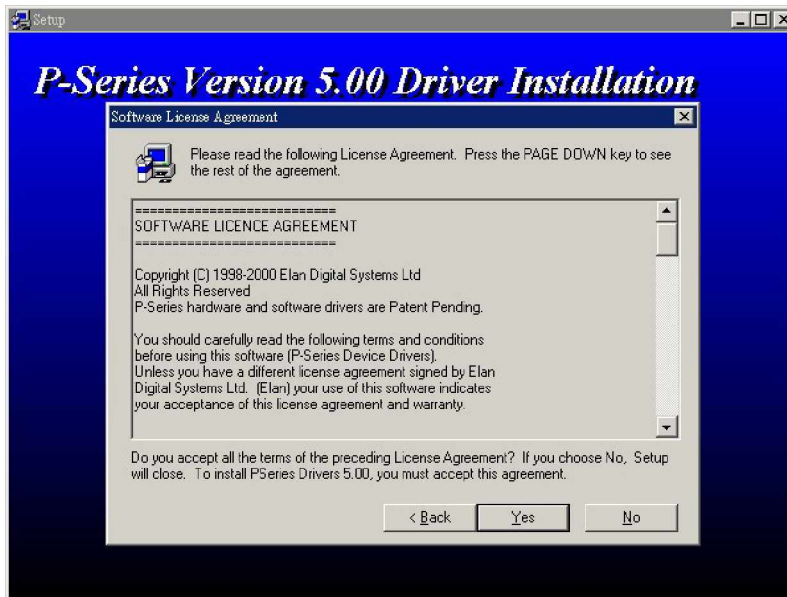 Setup
P-Series Version 5.00 Driver Installation
Software License Agreement
Please read the following License Agreement. Press the PAGE DOWN key to see
the rest of the agreement.
===========================
SOFTWARE LICENCE AGREEMENT
===========================
Copyright (C) 1998-2000 Elan Digital Systems Ltd
All Rights Reserved
P-Series hardware and software drivers are Patent Pending.
You should carefully read the following terms and conditions
before using this software (P-Series Device Drivers).
Unless you have a different license agreement signed by Elan
Digital Systems Ltd. (Elan) your use of this software indicates
your acceptance of this license agreement and warranty.
Do you accept all the terms of the preceding License Agreement? If you choose No, Setup
will close. To install PSeries Drivers 5.00, you must accept this agreement.
< Back Yes No